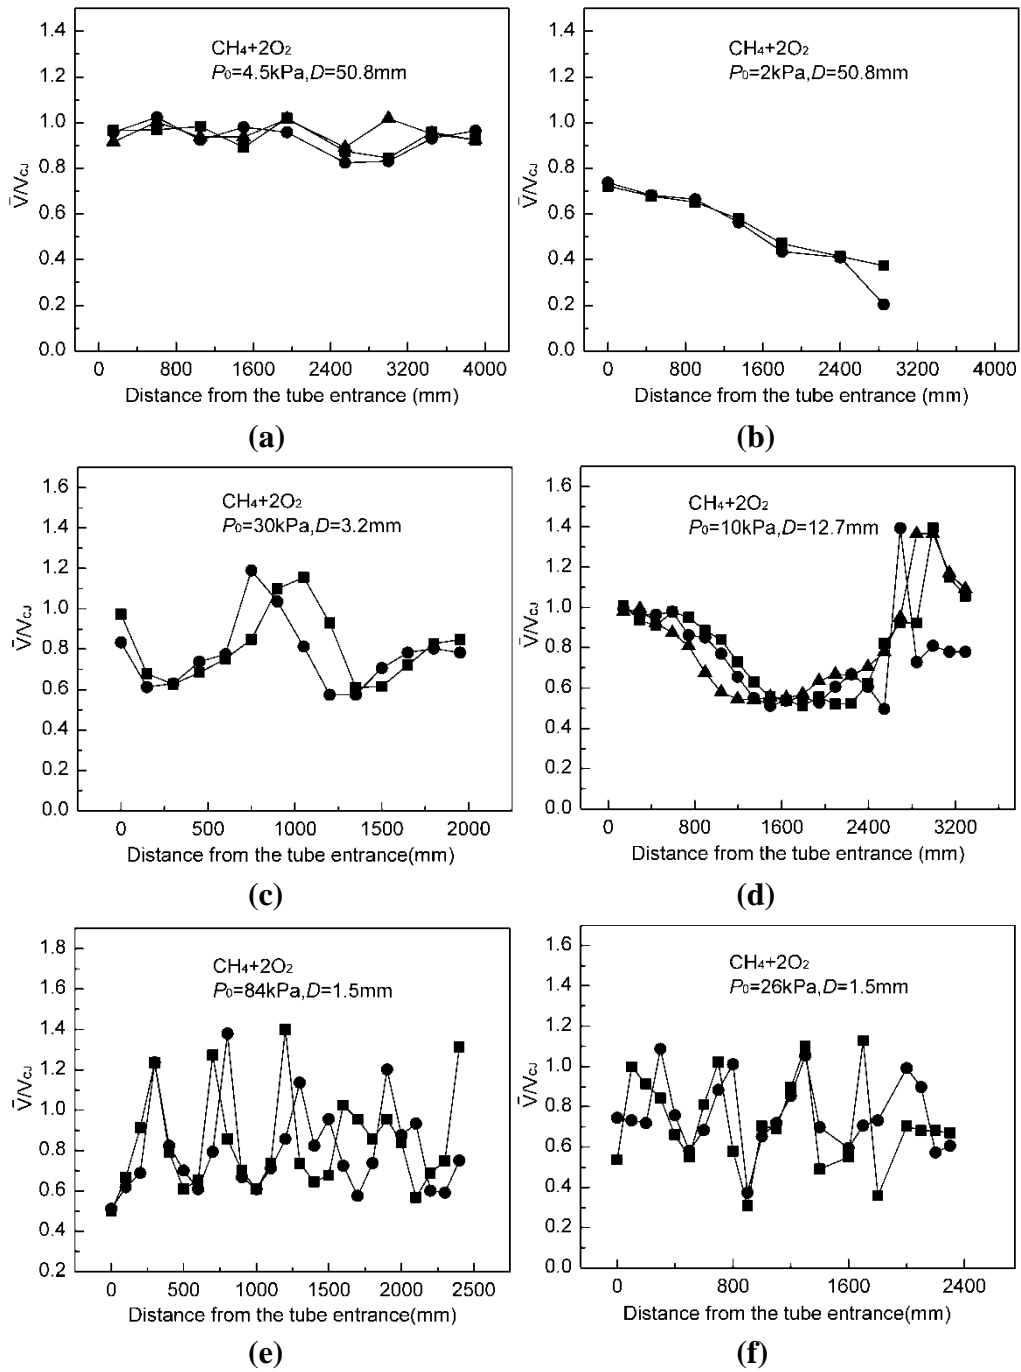 1.4
CH₄+2O₂
1.2
P₀=4.5kPa,D=50.8mm
1.0
0.8
V̄/V_CJ
0.6
0.4
0.2
0.0
0 800 1600 2400 3200 4000
Distance from the tube entrance (mm)
(a)
1.4
CH₄+2O₂
1.2
P₀=2kPa,D=50.8mm
1.0
0.8
V̄/V_CJ
0.6
0.4
0.2
0.0
0 800 1600 2400 3200 4000
Distance from the tube entrance (mm)
(b)
1.6
CH₄+2O₂
1.4
P₀=30kPa,D=3.2mm
1.2
1.0
V̄/V_CJ
0.8
0.6
0.4
0.2
0.0
0 500 1000 1500 2000
Distance from the tube entrance(mm)
(c)
1.6
CH₄+2O₂
1.4
P₀=10kPa,D=12.7mm
1.2
1.0
V̄/V_CJ
0.8
0.6
0.4
0.2
0.0
0 800 1600 2400 3200
Distance from the tube entrance (mm)
(d)
1.8
CH₄+2O₂
1.6
P₀=84kPa,D=1.5mm
1.4
1.2
V̄/V_CJ
1.0
0.8
0.6
0.4
0.2
0 500 1000 1500 2000 2500
Distance from the tube entrance(mm)
(e)
1.6
CH₄+2O₂
1.4
P₀=26kPa,D=1.5mm
1.2
1.0
V̄/V_CJ
0.8
0.6
0.4
0.2
0.0
0 800 1600 2400
Distance from the tube entrance(mm)
(f)